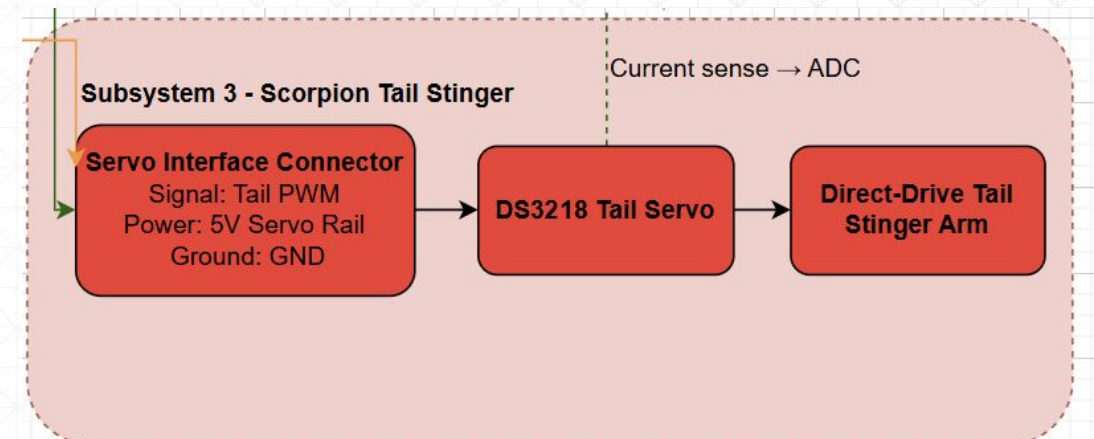 Current sense → ADC
Subsystem 3 - Scorpion Tail Stinger
Servo Interface Connector
Signal: Tail PWM
Power: 5V Servo Rail
Ground: GND
DS3218 Tail Servo
Direct-Drive Tail
Stinger Arm